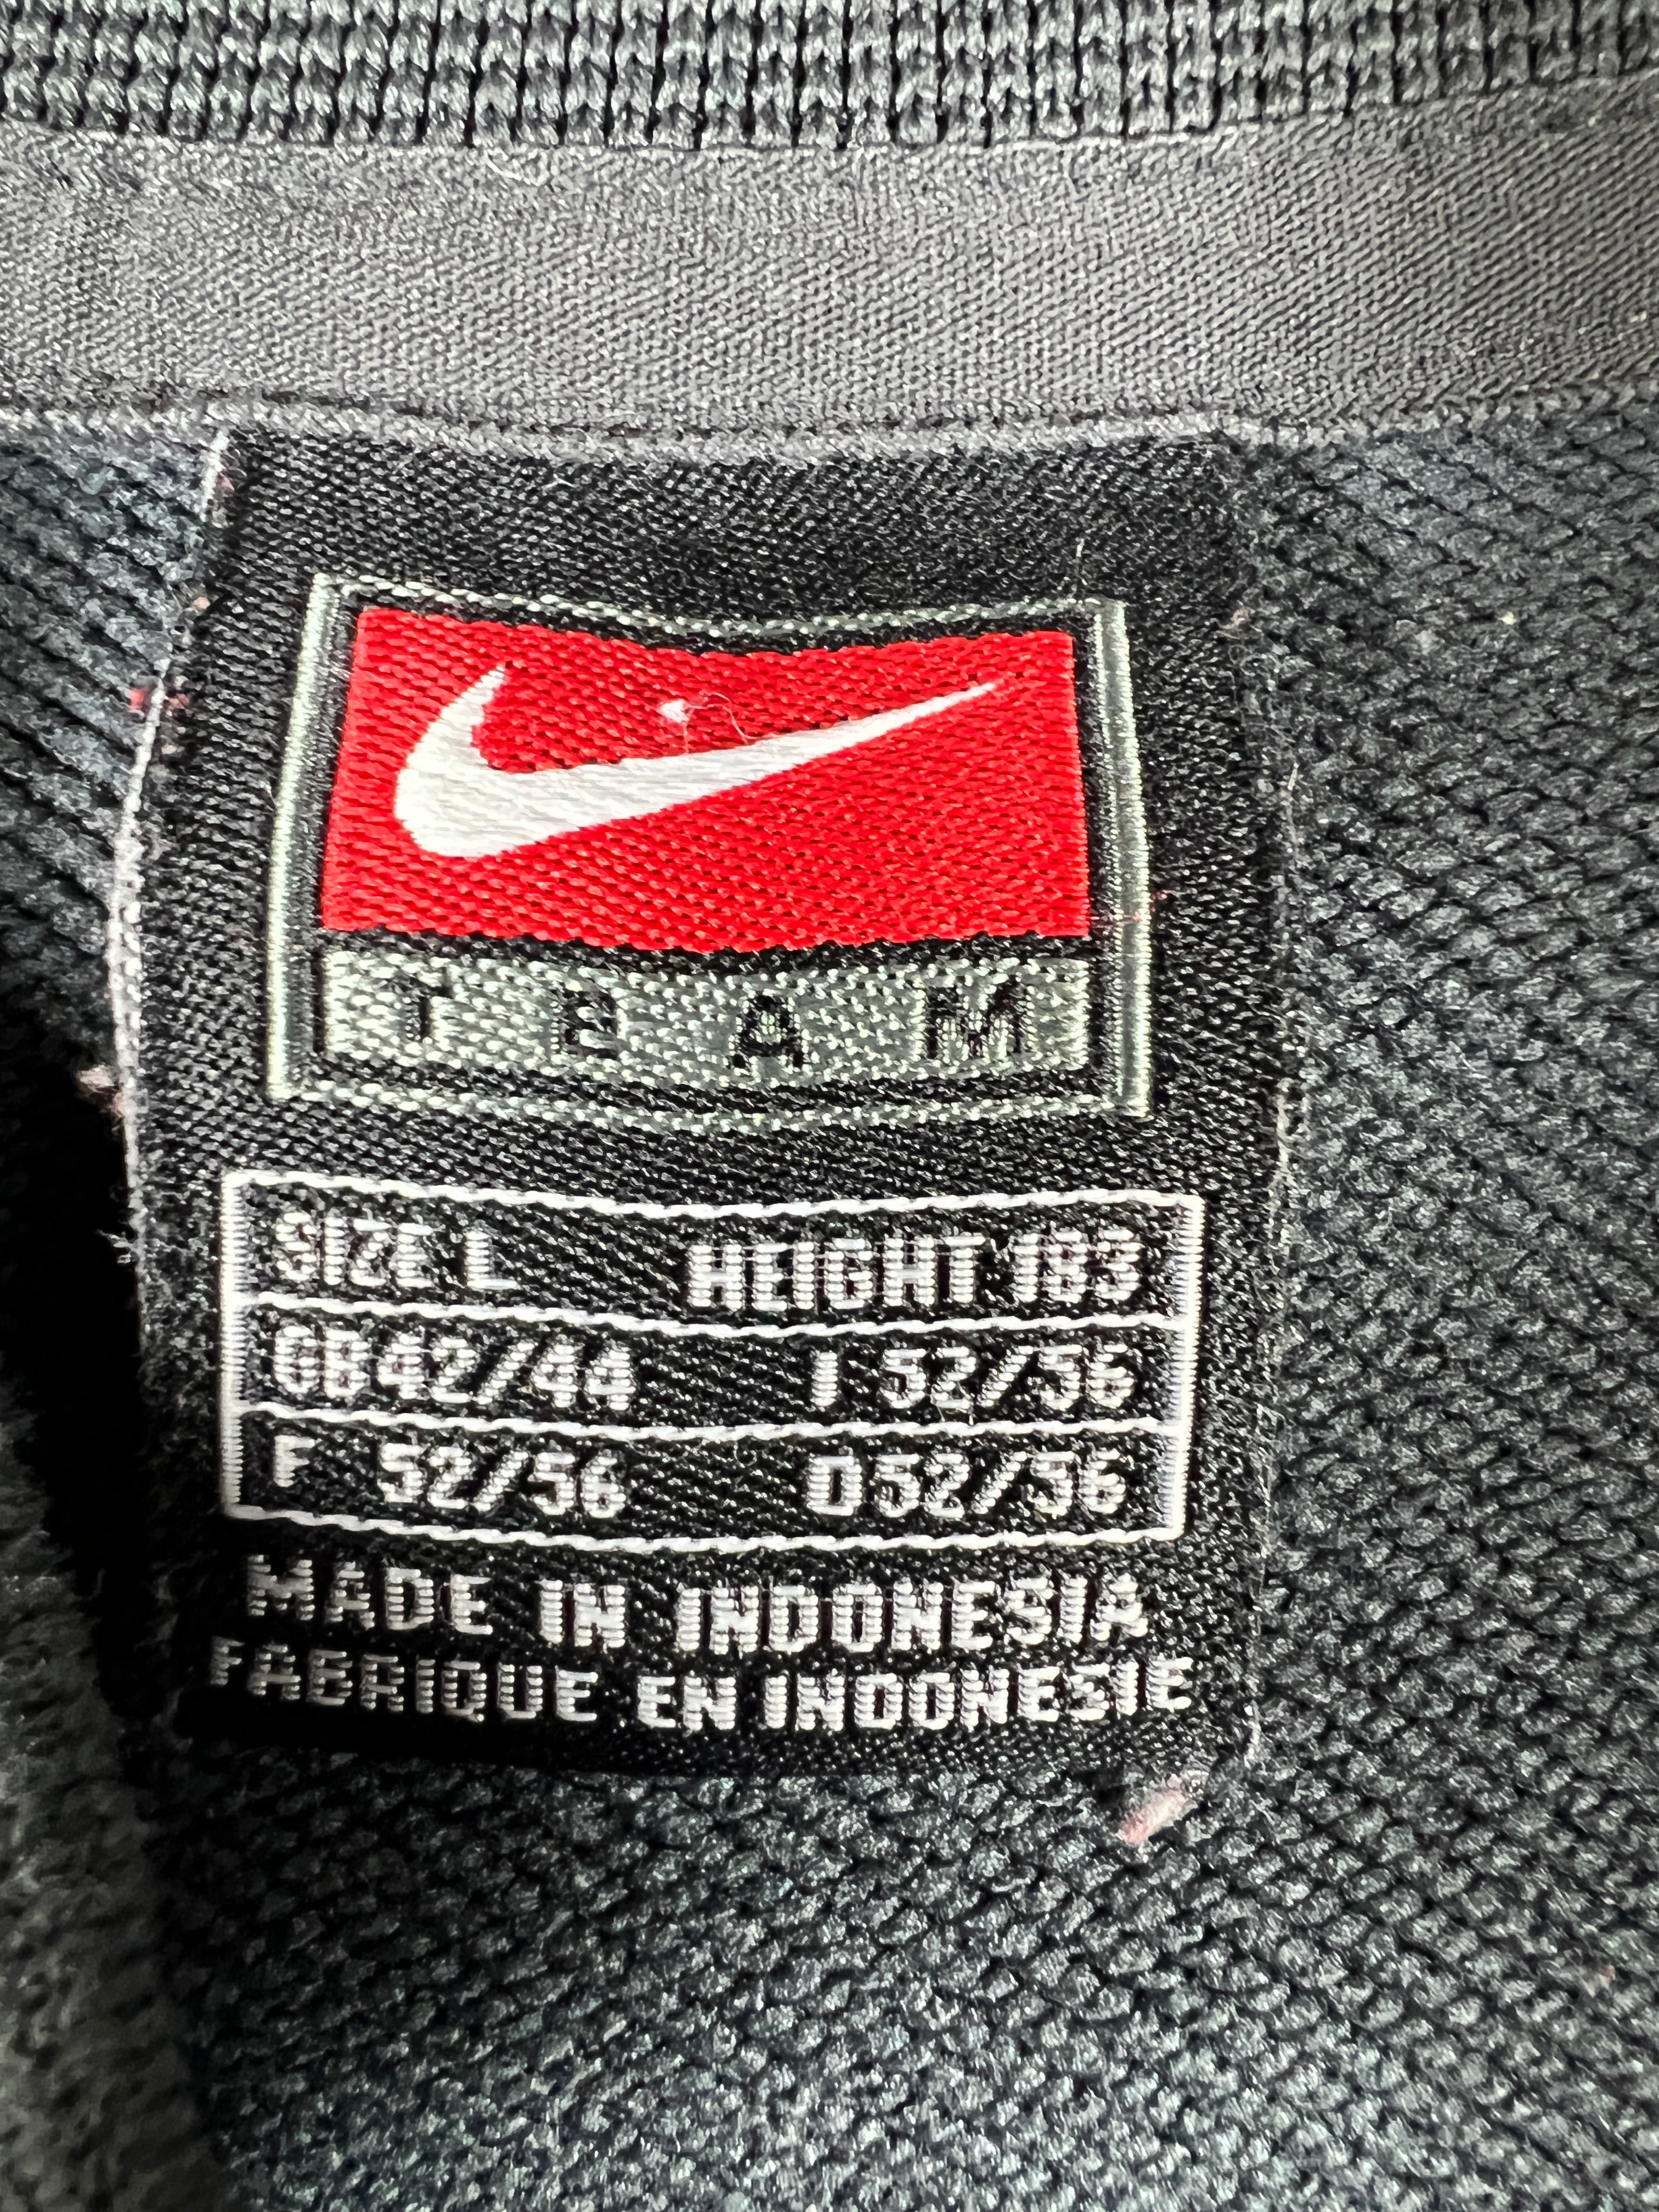 TEAM
SIZE L HEIGHT 183
GB42/44 I 52/56
F 52/56 D52/56
MADE IN INDONESIA
FABRIQUE EN INDONESIE